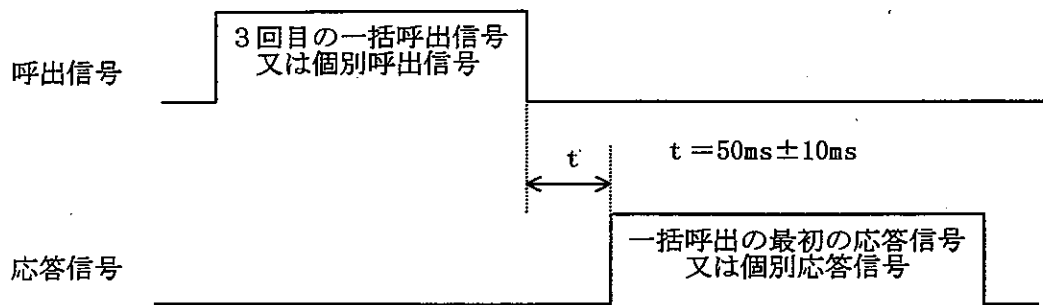 3回目の一括呼出信号
又は個別呼出信号
呼出信号
t
t=50ms±10ms
一括呼出の最初の応答信号
又は個別応答信号
応答信号